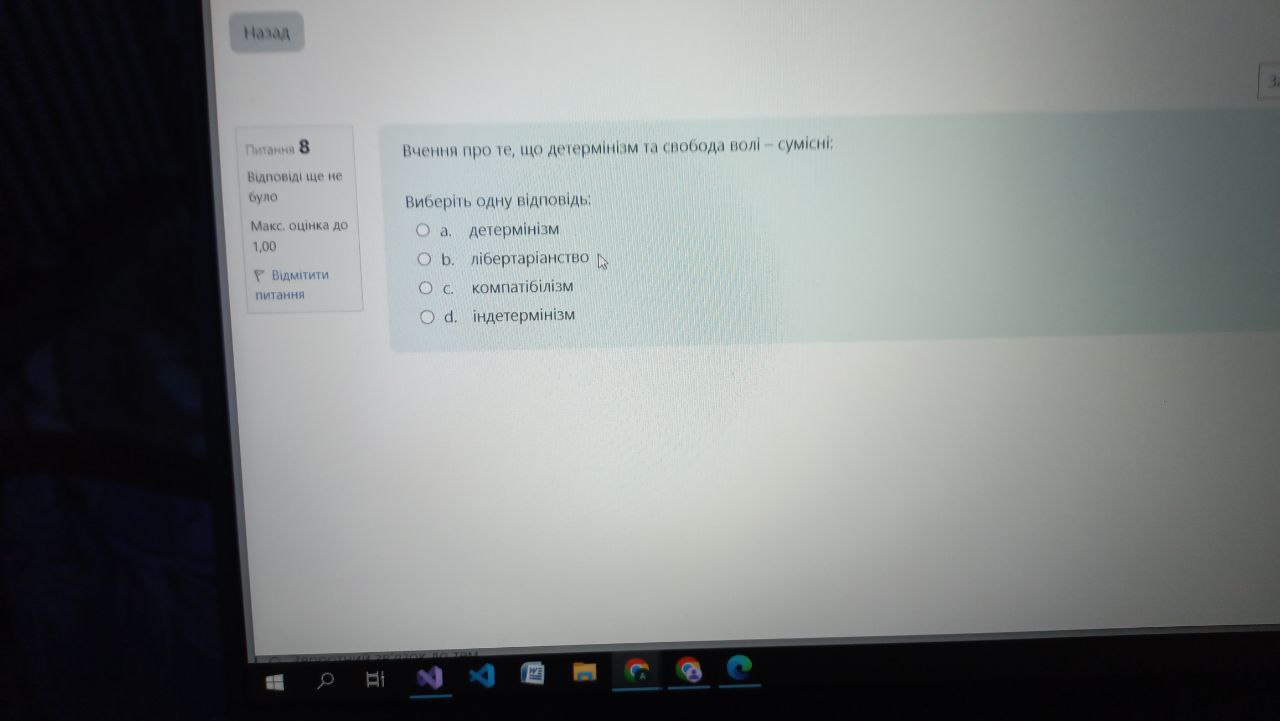 Назад
Питання 8
Відповіді ще не
було
Макс. оцінка до
1,00
Відмітити
питання
Вчення про те, що детермінізм та свобода волі – сумісні:
Виберіть одну відповідь:
a. детермінізм
b. лібертаріанство
c. компатібілізм
d. індетермінізм